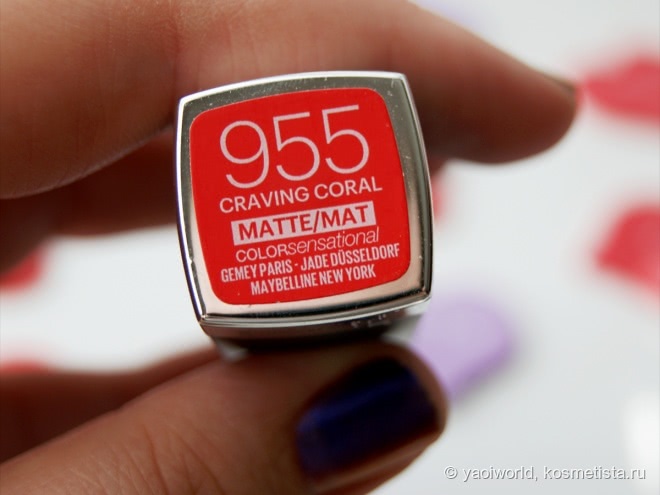 955
CRAVING CORAL
MATTE/MAT
COLORsensational
GEMEY PARIS - JADE DÜSSELDORF
MAYBELLINE NEW YORK
© yaoiworld, kosmetista.ru